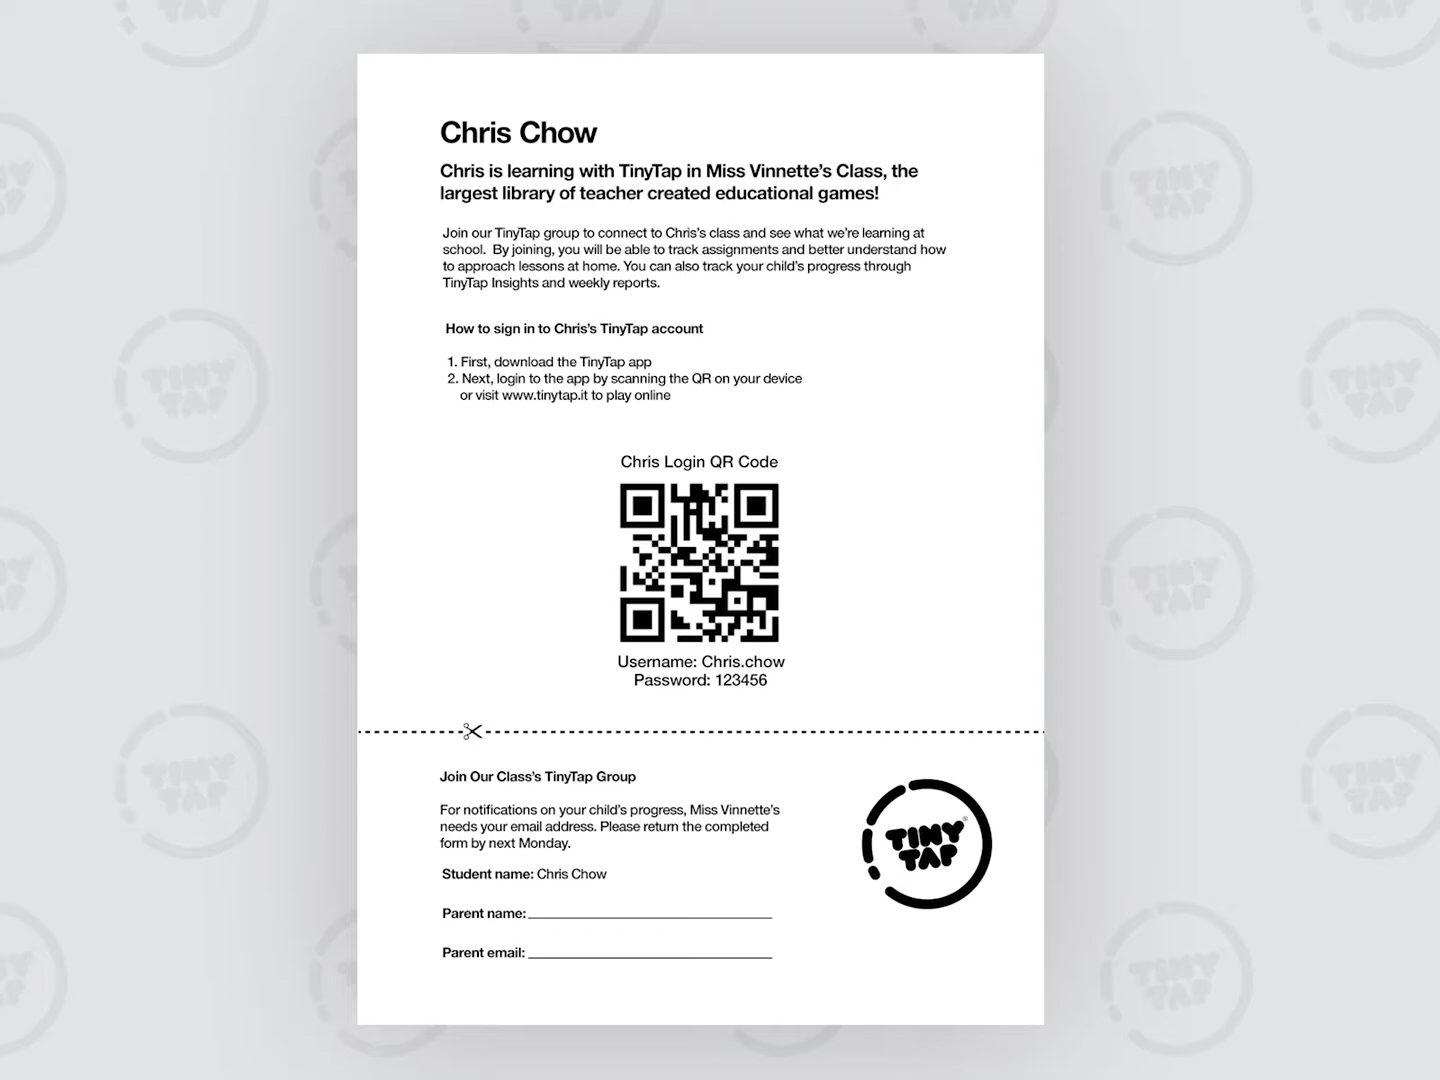 Chris Chow
Chris is learning with TinyTap in Miss Vinnette's Class, the
largest library of teacher created educational games!
Join our TinyTap group to connect to Chris's class and see what we're learning at
school.  By joining, you will be able to track assignments and better understand how
to approach lessons at home. You can also track your child's progress through
TinyTap Insights and weekly reports.
How to sign in to Chris's TinyTap account
1. First, download the TinyTap app
2. Next, login to the app by scanning the QR on your device
or visit www.tinytap.it to play online
Chris Login QR Code
Username: Chris.chow
Password: 123456
Join Our Class's TinyTap Group
For notifications on your child's progress, Miss Vinnette's
needs your email address. Please return the completed
form by next Monday.
Student name: Chris Chow
Parent name:
Parent email:
TINY
TAP